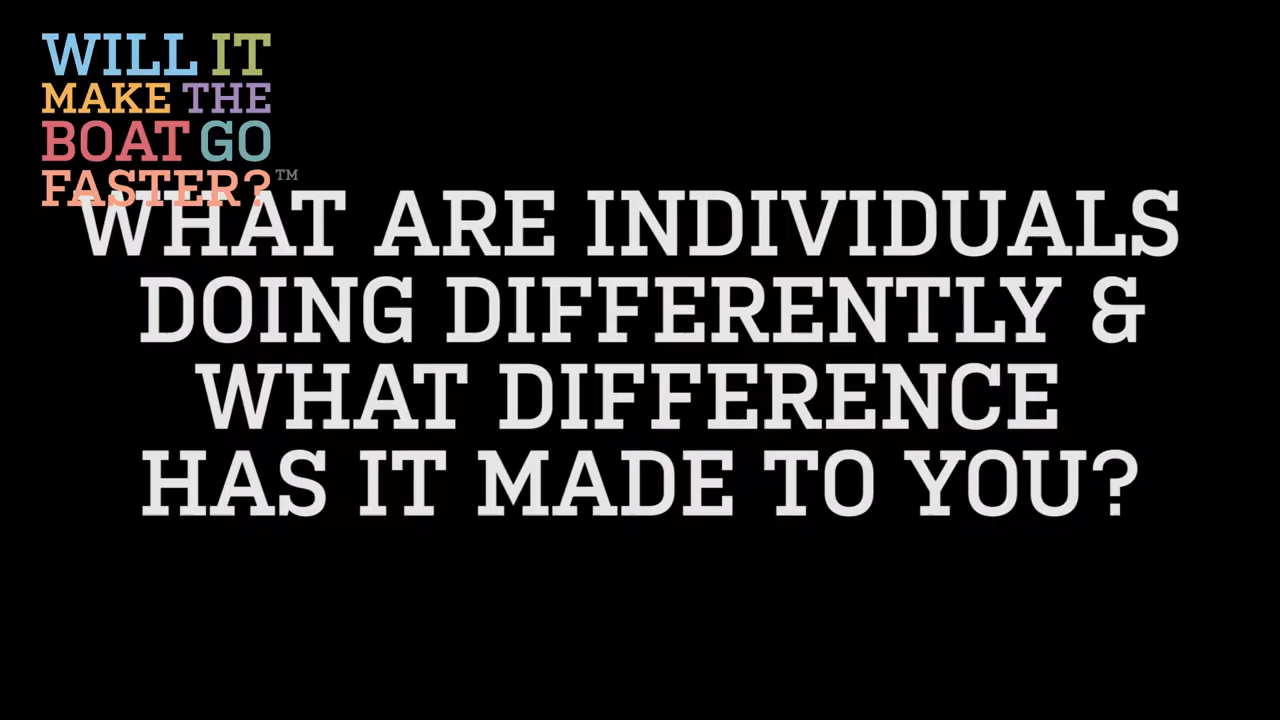 WILL IT
MAKE THE
BOAT GO
FASTER?™
WHAT ARE INDIVIDUALS
DOING DIFFERENTLY &
WHAT DIFFERENCE
HAS IT MADE TO YOU?